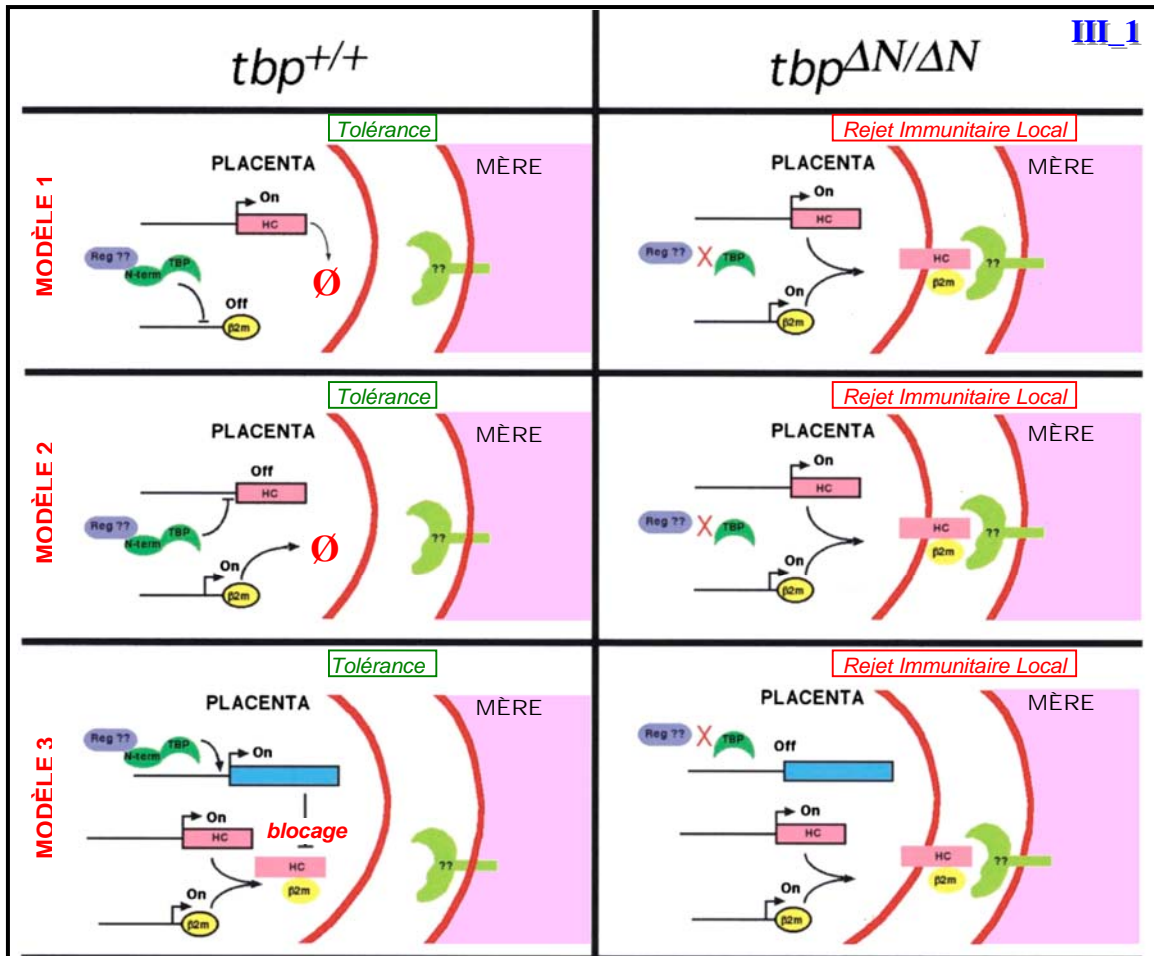 III_1
tbp+/+
tbpΔN/ΔN
MODÈLE 1
Tolérance
PLACENTA
MÈRE
On
HC
Reg ??
N-term
TBP
Ø
??
Off
β2m
Rejet Immunitaire Local
PLACENTA
MÈRE
On
HC
Reg ??
X
TBP
HC
??
β2m
On
β2m
MODÈLE 2
Tolérance
PLACENTA
MÈRE
Off
HC
Reg ??
N-term
TBP
Ø
??
On
β2m
Rejet Immunitaire Local
PLACENTA
MÈRE
On
HC
Reg ??
X
TBP
HC
??
β2m
On
β2m
MODÈLE 3
Tolérance
PLACENTA
MÈRE
Reg ??
N-term
TBP
On
On
HC
blocage
HC
??
β2m
On
β2m
Rejet Immunitaire Local
PLACENTA
MÈRE
Reg ??
X
TBP
Off
On
HC
HC
??
β2m
On
β2m